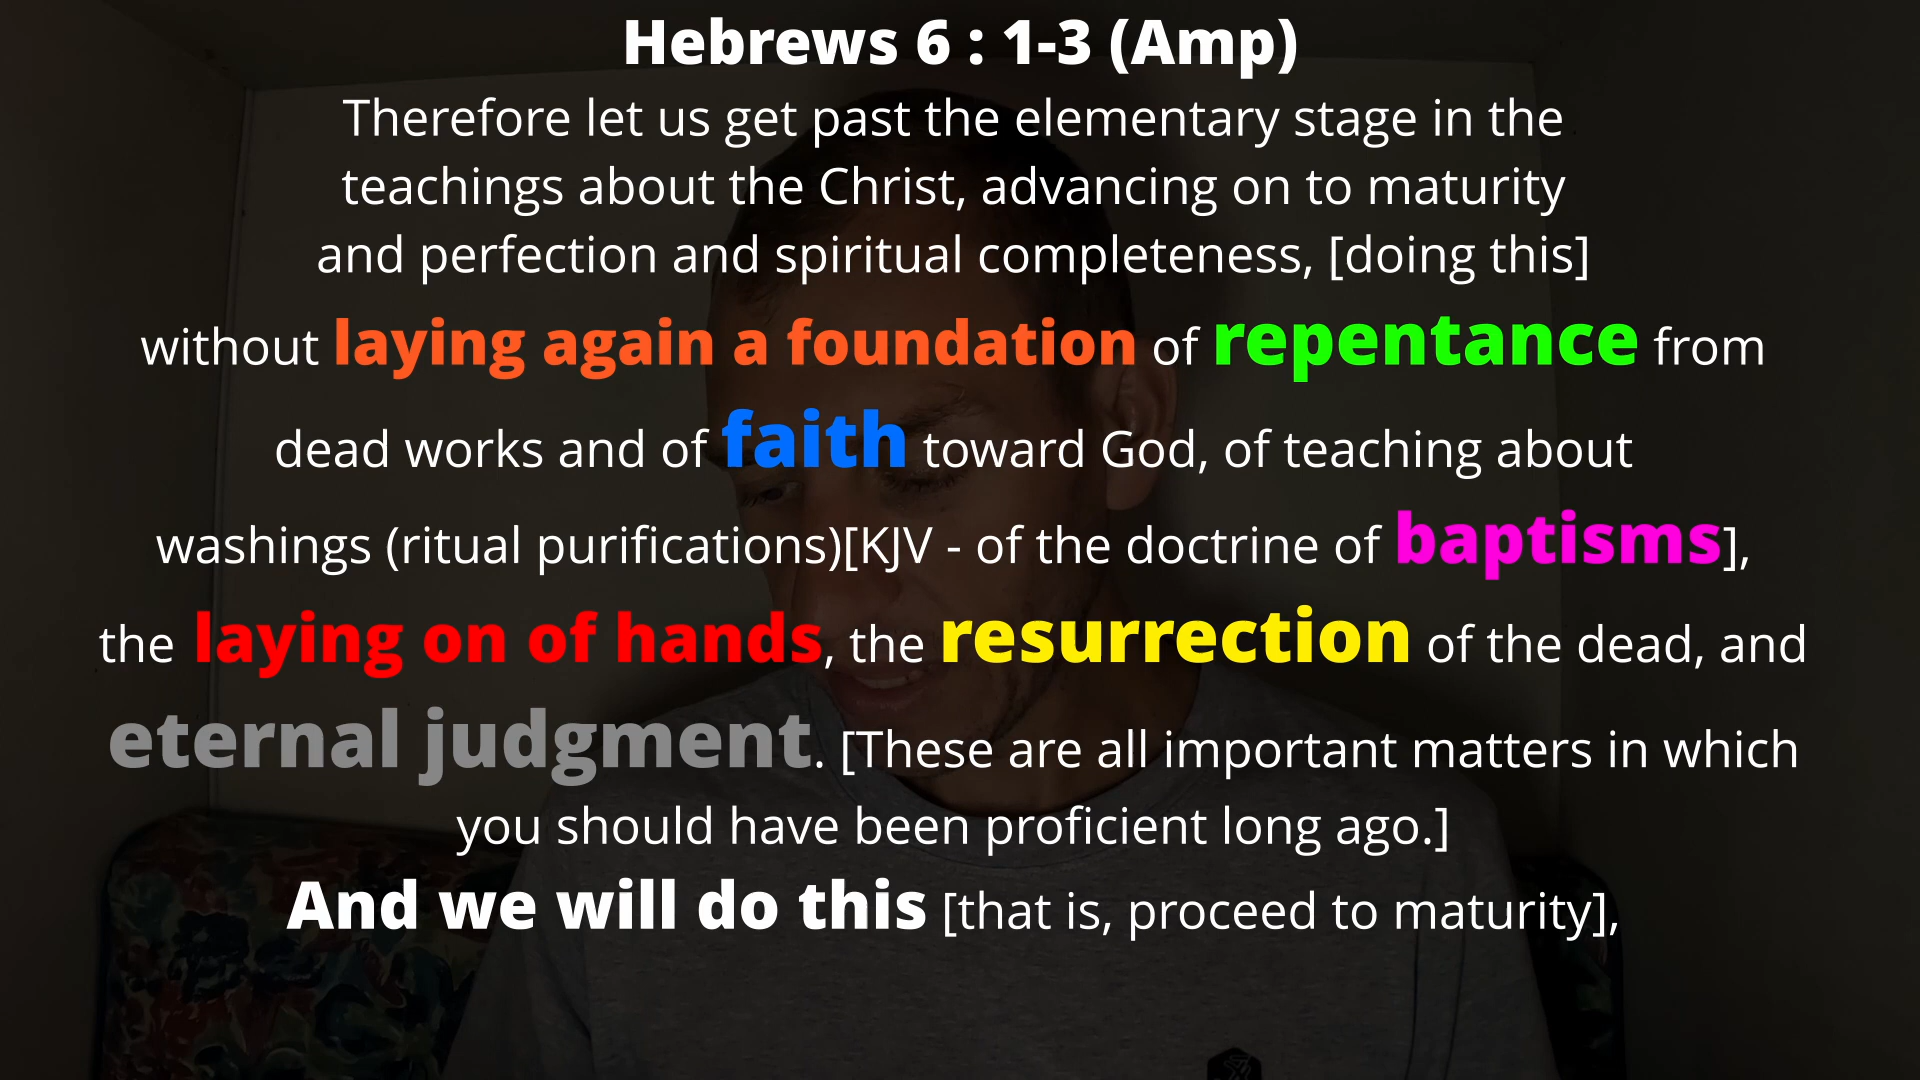 Hebrews 6 : 1-3 (Amp)
Therefore let us get past the elementary stage in the
teachings about the Christ, advancing on to maturity
and perfection and spiritual completeness, [doing this]
without laying again a foundation of repentance from
dead works and of faith toward God, of teaching about
washings (ritual purifications)[KJV - of the doctrine of baptisms],
the laying on of hands, the resurrection of the dead, and
eternal judgment. [These are all important matters in which
you should have been proficient long ago.]
And we will do this [that is, proceed to maturity],